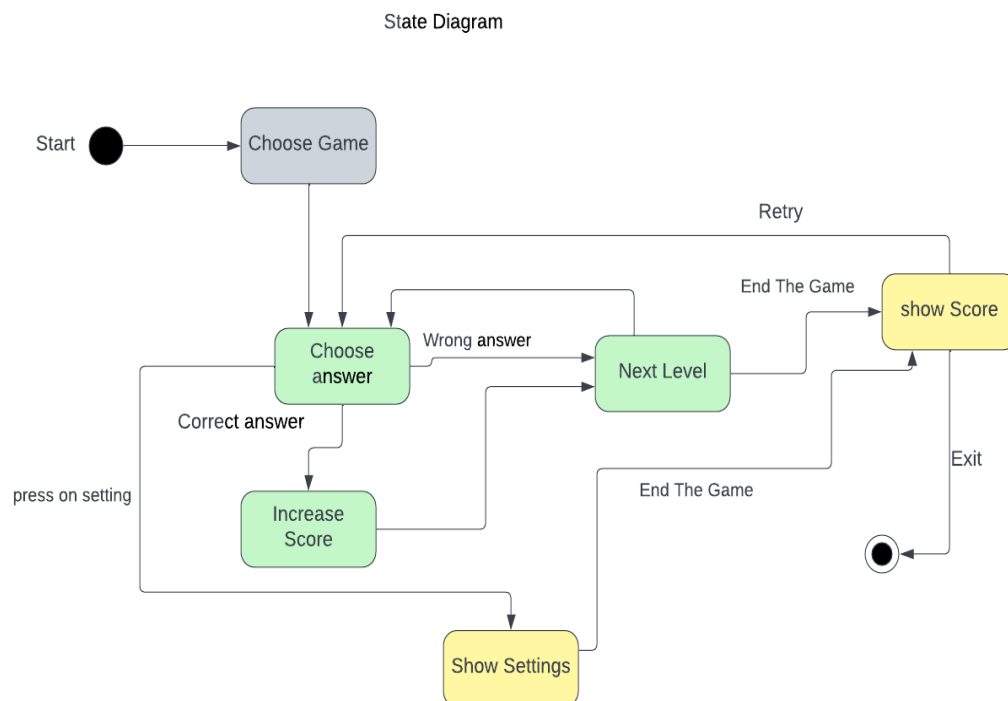 State Diagram
Start
Choose Game
Retry
End The Game
show Score
Choose
answer
Wrong answer
Next Level
Correct answer
Exit
press on setting
End The Game
Increase
Score
Show Settings